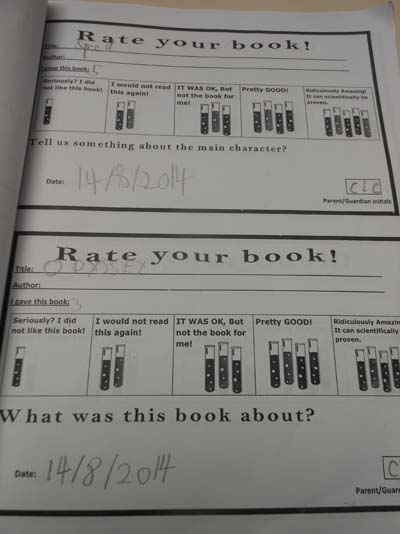 Rate your book!
Title: Speed
Author:
I gave this book: 5
Seriously? I did not like this book!
I would not read this again!
IT WAS OK, But not the book for me!
Pretty GOOD!
Ridiculously Amazing! It can scientifically be proven.
Tell us something about the main character?
Date: 14/8/2014
CLC
Parent/Guardian initials
Rate your book!
Title: ODYSSEY
Author:
I gave this book: 3
Seriously? I did not like this book!
I would not read this again!
IT WAS OK, But not the book for me!
Pretty GOOD!
Ridiculously Amazin
It can scientifically
proven.
What was this book about?
Date: 14/8/2014
C
Parent/Guar